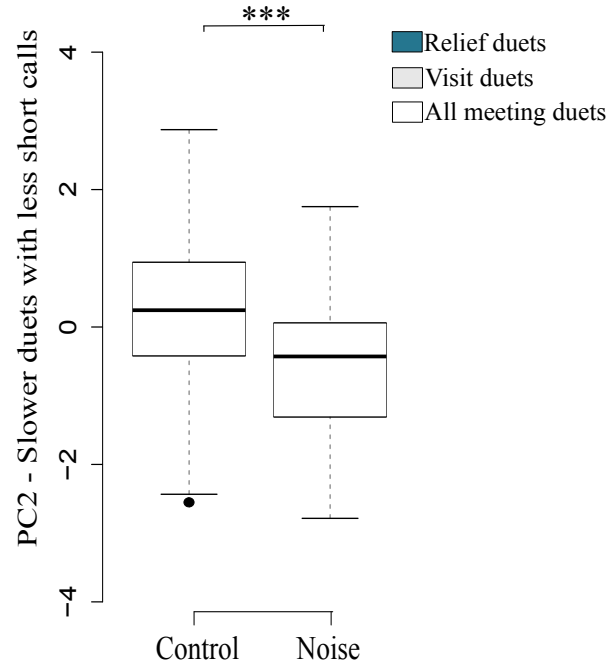 ***
Relief duets
Visit duets
All meeting duets
PC2 - Slower duets with less short calls
4
2
0
−2
−4
Control
Noise